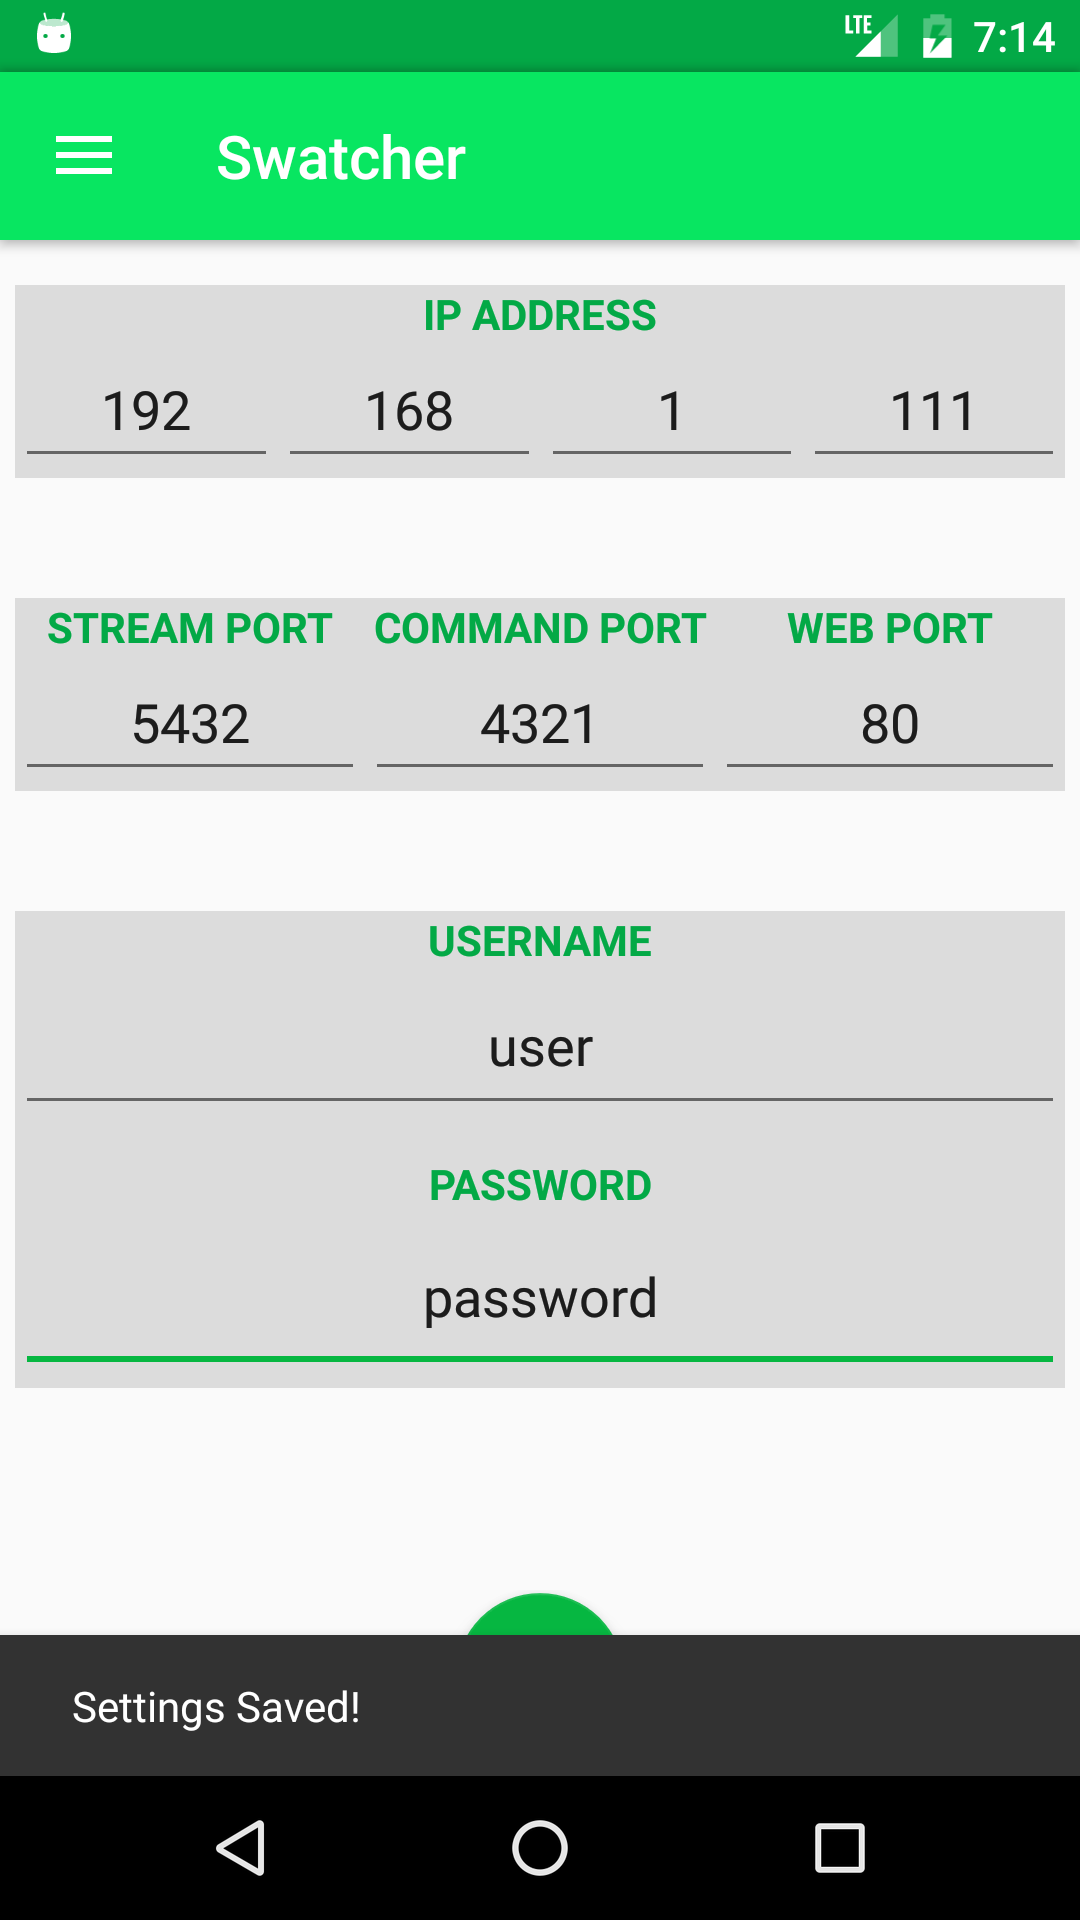 LTE 7:14
Swatcher
IP ADDRESS
192 168 1 111
STREAM PORT COMMAND PORT WEB PORT
5432 4321 80
USERNAME
user
PASSWORD
password
Settings Saved!